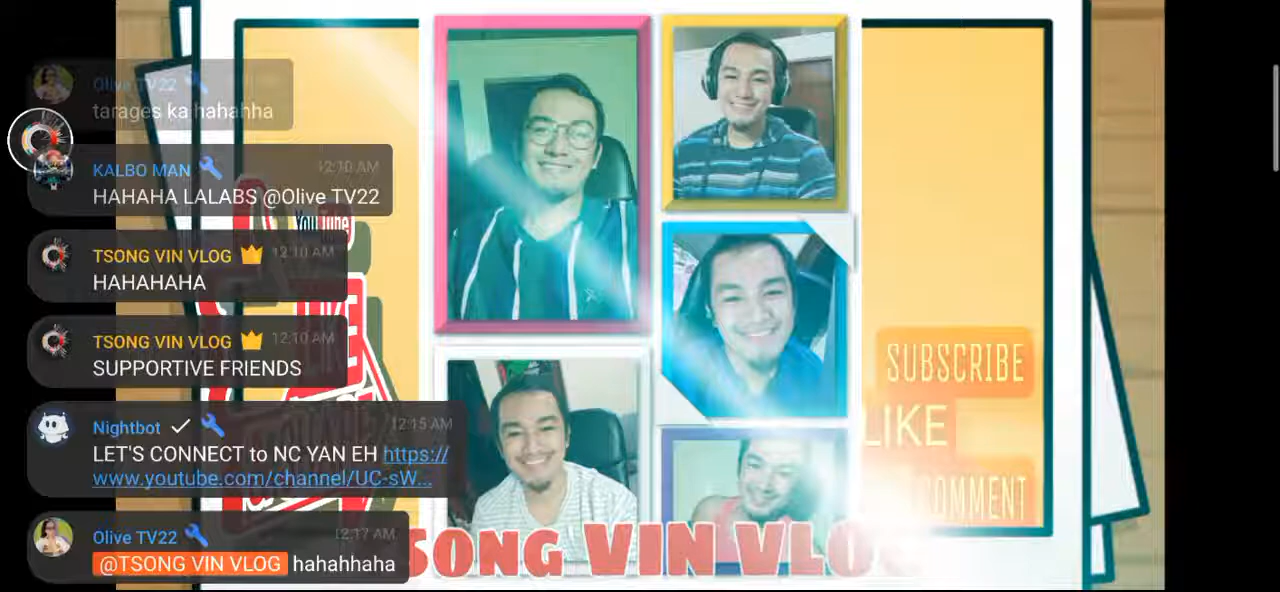 Olive TV22
tarages ka hahahha
KALBO MAN 12:10 AM
HAHAHA LALABS @Olive TV22
YouTube
TSONG VIN VLOG 12:10 AM
HAHAHAHA
LIKE
TSONG VIN VLOG 12:10 AM
SUPPORTIVE FRIENDS
SUBSCRIBE
LIKE
COMMENT
Nightbot 12:15 AM
LET'S CONNECT to NC YAN EH https://
www.youtube.com/channel/UC-sW...
Olive TV22 12:17 AM
@TSONG VIN VLOG hahahhaha
TSONG VIN VLOG